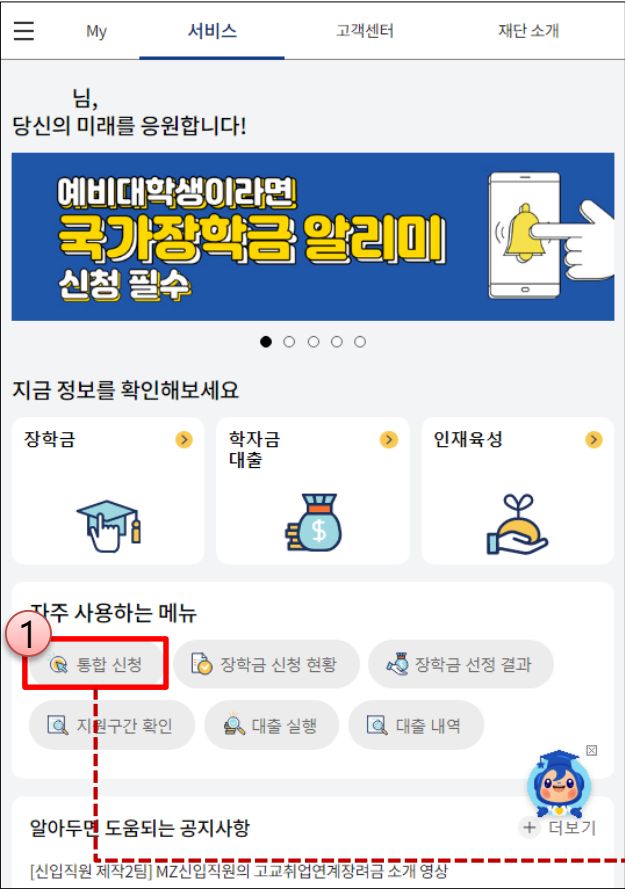 My 서비스 고객센터 재단 소개
님,
당신의 미래를 응원합니다!
예비대학생이라면
국가장학금 알리미
신청 필수
지금 정보를 확인해보세요
장학금 학자금 인재육성
대출
$
자주 사용하는 메뉴
1
통합 신청 장학금 신청 현황 장학금 선정 결과
지원구간 확인 대출 실행 대출 내역
알아두면 도움되는 공지사항 + 더보기
[신입직원 제작2팀] MZ신입직원의 고교취업연계장려금 소개 영상